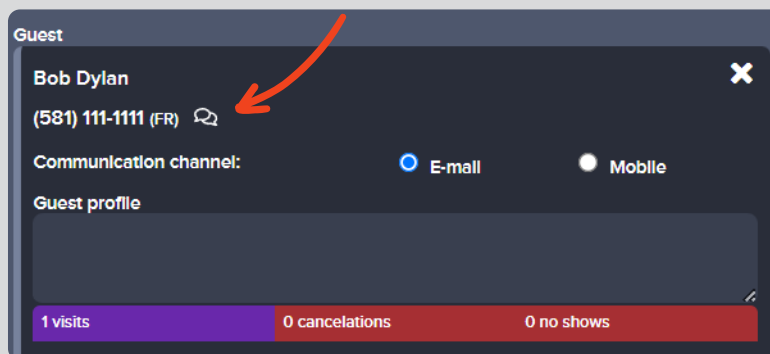 Guest
Bob Dylan
(581) 111-1111 (FR)
Communication channel: E-mail Mobile
Guest profile
1 visits 0 cancelations 0 no shows